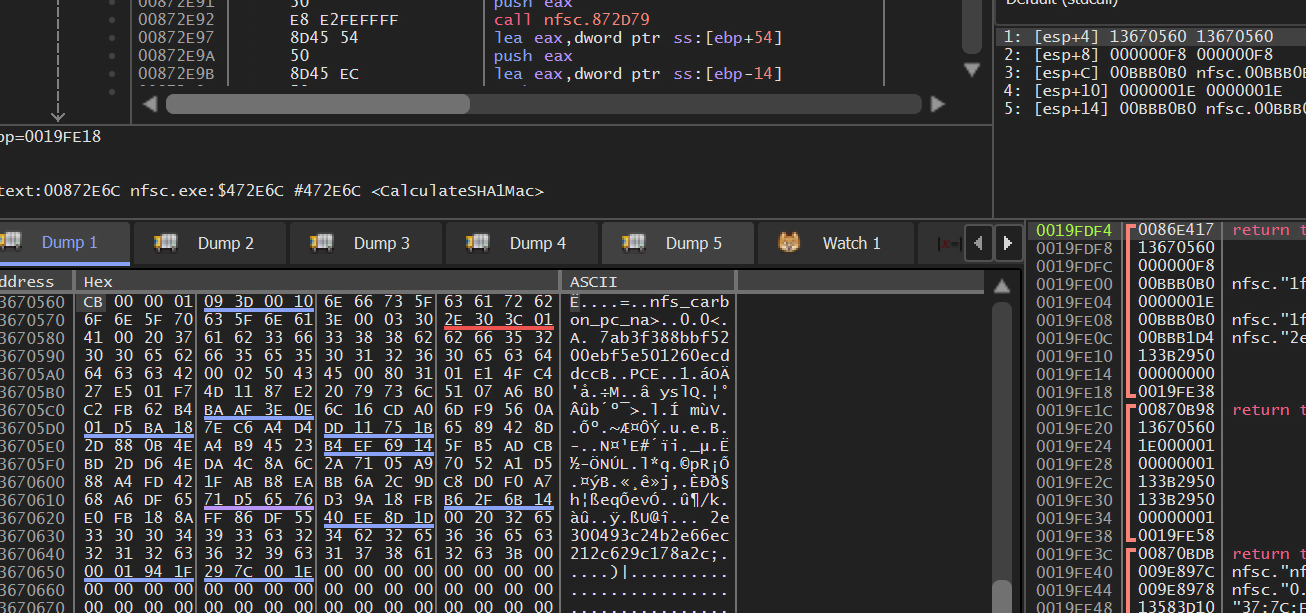 00872E91 50 push eax
00872E92 E8 E2FEFFFF call nfsc.872D79
00872E97 8D45 54 lea eax,dword ptr ss:[ebp+54]
00872E9A 50 push eax
00872E9B 8D45 EC lea eax,dword ptr ss:[ebp-14]
Default (stdcall)
1: [esp+4] 13670560 13670560
2: [esp+8] 000000F8 000000F8
3: [esp+C] 00BBB0B0 nfsc.00BBB0B
4: [esp+10] 0000001E 0000001E
5: [esp+14] 00BBB0B0 nfsc.00BBB0
bp=0019FE18
text:00872E6C nfsc.exe:$472E6C #472E6C <CalculateSHA1Mac>
Dump 1 Dump 2 Dump 3 Dump 4 Dump 5 Watch 1
ddress Hex ASCII
3670560 CB 00 00 01 09 3D 00 10 6E 66 73 5F 63 61 72 62 Ë....=..nfs_carb
3670570 6F 6E 5F 70 63 5F 6E 61 3E 00 03 30 2E 30 3C 01 on_pc_na>..0.0<.
3670580 41 00 20 37 61 62 33 66 33 38 38 62 62 66 35 32 A. 7ab3f388bbf52
3670590 30 30 65 62 66 35 65 35 30 31 32 36 30 65 63 64 00ebf5e501260ecd
36705A0 64 63 63 42 00 02 50 43 45 00 80 31 01 E1 4F C4 dccB..PCE..1.áOÄ
36705B0 27 E5 01 F7 4D 11 87 E2 20 79 73 6C 51 07 A6 B0 'å.÷M..â yslQ.¦°
36705C0 C2 FB 62 B4 BA AF 3E 0E 6C 16 CD A0 6D F9 56 0A Âûb´º¯>.l.Í mùV.
36705D0 01 D5 BA 18 7E C6 A4 D4 DD 11 75 1B 65 89 42 8D .Õº.~Æ¤ÔÝ.u.e.B.
36705E0 2D 88 0B 4E A4 B9 45 23 B4 EF 69 14 5F B5 AD CB -..N¤¹E#´ïi._µ.Ë
36705F0 BD 2D D6 4E DA 4C 8A 6C 2A 71 05 A9 70 52 A1 D5 ½-ÖNÚL.l*q.©pR¡Õ
3670600 88 A4 FD 42 1F AB B8 EA BB 6A 2C 9D C8 D0 F0 A7 .¤ýB.«¸ê»j,.ÈÐð§
3670610 68 A6 DF 65 71 D5 65 76 D3 9A 18 FB B6 2F 6B 14 h¦ßeqÕevÓ..û¶/k.
3670620 E0 FB 18 8A FF 86 DF 55 40 EE 8D 1D 00 20 32 65 àû..ÿ.ßU@î... 2e
3670630 33 30 30 34 39 33 63 32 34 62 32 65 36 36 65 63 300493c24b2e66ec
3670640 32 31 32 63 36 32 39 63 31 37 38 61 32 63 3B 00 212c629c178a2c;.
3670650 00 01 94 1F 29 7C 00 1E 00 00 00 00 00 00 00 00 ....)|..........
3670660 00 00 00 00 00 00 00 00 00 00 00 00 00 00 00 00 ................
3670670 00 00 00 00 00 00 00 00 00 00 00 00 00 00 00 00 ................
0019FDF4 0086E417 return t
0019FDF8 13670560
0019FDFC 000000F8
0019FE00 00BBB0B0 nfsc."1f
0019FE04 0000001E
0019FE08 00BBB0B0 nfsc."1f
0019FE0C 00BBB1D4 nfsc."2e
0019FE10 133B2950
0019FE14 00000000
0019FE18 0019FE38
0019FE1C 00870B98 return t
0019FE20 13670560
0019FE24 1E000001
0019FE28 00000001
0019FE2C 133B2950
0019FE30 133B2950
0019FE34 00000001
0019FE38 0019FE58
0019FE3C 00870BDB return t
0019FE40 009E897C nfsc."nf
0019FE44 009E8978 nfsc."0.
0019FE48 13583D10 "37:7C:F